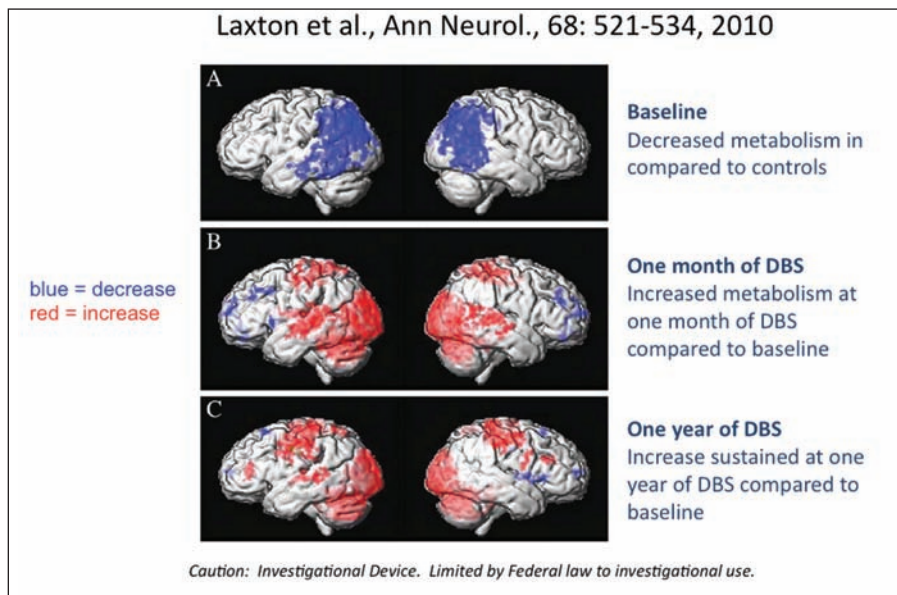 Laxton et al., Ann Neurol., 68: 521-534, 2010
A
Baseline
Decreased metabolism in
compared to controls
blue = decrease
red = increase
B
One month of DBS
Increased metabolism at
one month of DBS
compared to baseline
C
One year of DBS
Increase sustained at one
year of DBS compared to
baseline
Caution: Investigational Device. Limited by Federal law to investigational use.